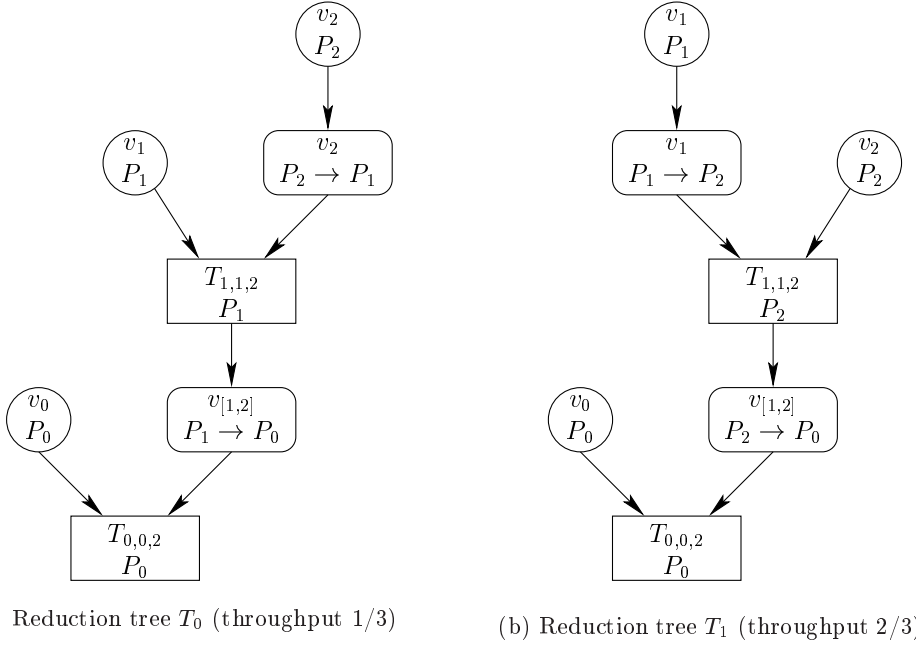 v₂
P₂
v₁
P₁
v₂
P₂ → P₁
T₁,₁,₂
P₁
v₀
P₀
v[1,2]
P₁ → P₀
T₀,₀,₂
P₀
Reduction tree T₀ (throughput 1/3)
v₁
P₁
v₁
P₁ → P₂
v₂
P₂
T₁,₁,₂
P₂
v₀
P₀
v[1,2]
P₂ → P₀
T₀,₀,₂
P₀
(b) Reduction tree T₁ (throughput 2/3)